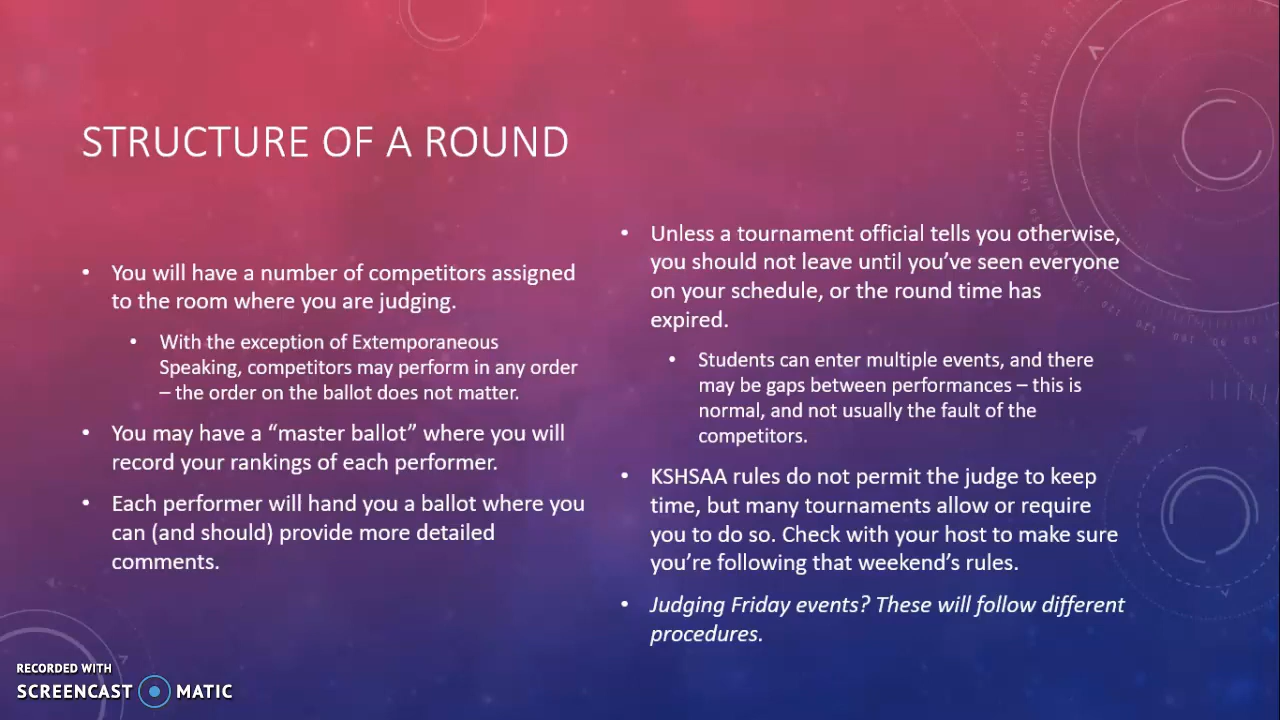 STRUCTURE OF A ROUND
• You will have a number of competitors assigned
to the room where you are judging.
• With the exception of Extemporaneous
Speaking, competitors may perform in any order
– the order on the ballot does not matter.
• You may have a “master ballot” where you will
record your rankings of each performer.
• Each performer will hand you a ballot where you
can (and should) provide more detailed
comments.
• Unless a tournament official tells you otherwise,
you should not leave until you’ve seen everyone
on your schedule, or the round time has
expired.
• Students can enter multiple events, and there
may be gaps between performances – this is
normal, and not usually the fault of the
competitors.
• KSHSAA rules do not permit the judge to keep
time, but many tournaments allow or require
you to do so. Check with your host to make sure
you’re following that weekend’s rules.
• Judging Friday events? These will follow different
procedures.
RECORDED WITH
SCREENCAST MATIC